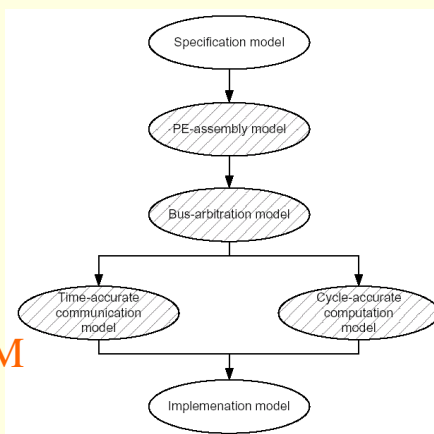 Specification model
PE-assembly model
Bus-arbitration model
Time-accurate
communication
model
Cycle-accurate
computation
model
M
Implemenation model